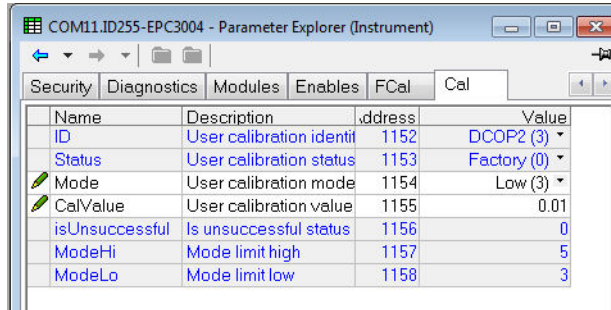 COM11.ID255-EPC3004 - Parameter Explorer (Instrument)
Security Diagnostics Modules Enables FCal Cal
Name Description ddress Value
ID User calibration identif 1152 DCOP2 (3)
Status User calibration status 1153 Factory (0)
Mode User calibration mode 1154 Low (3)
CalValue User calibration value 1155 0.01
isUnsuccessful Is unsuccessful status 1156 0
ModeHi Mode limit high 1157 5
ModeLo Mode limit low 1158 3